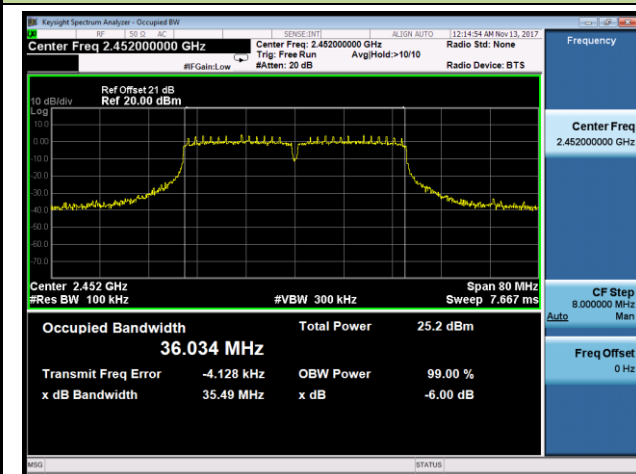 Keysight Spectrum Analyzer - Occupied BW
RF 50 Ω AC SENSE:INT ALIGN AUTO 12:14:54 AM Nov 13, 2017
Center Freq 2.452000000 GHz Center Freq: 2.452000000 GHz Radio Std: None Frequency
Trig: Free Run Avg|Hold:>10/10
#IFGain:Low #Atten: 20 dB Radio Device: BTS
Ref Offset 21 dB
10 dB/div Ref 20.00 dBm
Log
10.0
0.00
-10.0
-20.0
-30.0
-40.0
-50.0
-60.0
-70.0
Center 2.452 GHz Span 80 MHz
#Res BW 100 kHz #VBW 300 kHz Sweep 7.667 ms
Occupied Bandwidth Total Power 25.2 dBm
36.034 MHz
Transmit Freq Error -4.128 kHz OBW Power 99.00 %
x dB Bandwidth 35.49 MHz x dB -6.00 dB
Center Freq
2.452000000 GHz
CF Step
8.000000 MHz
Auto Man
Freq Offset
0 Hz
MSG STATUS